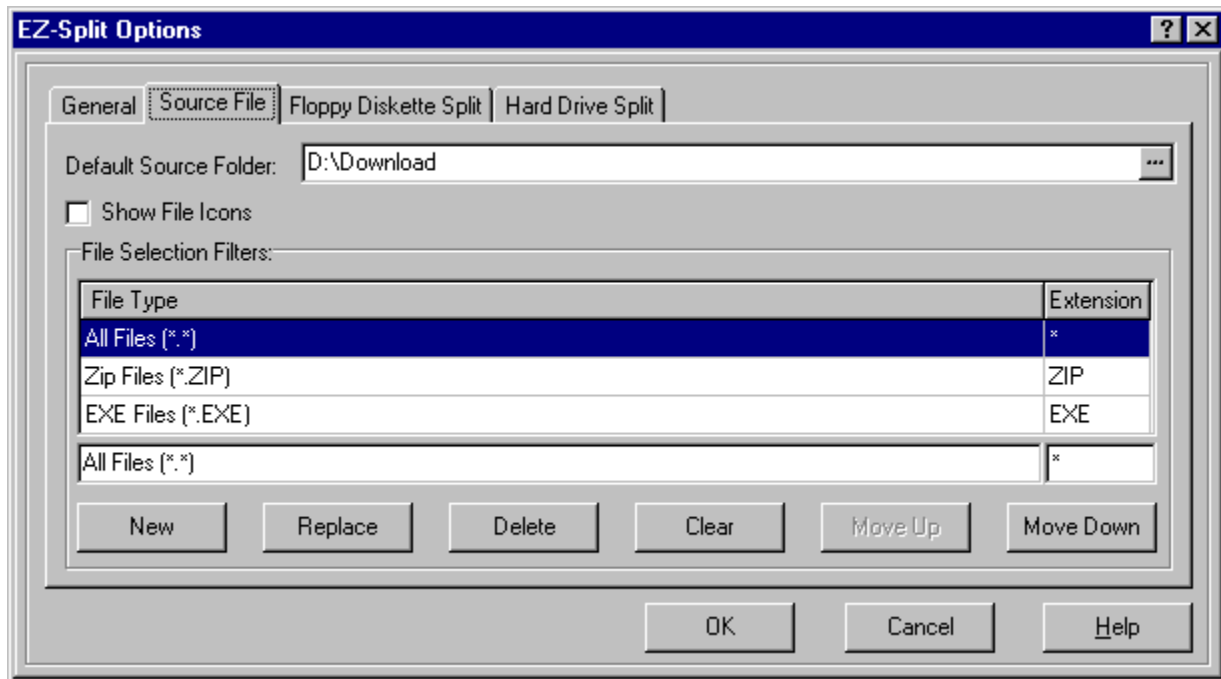 EZ-Split Options
General Source File Floppy Diskette Split Hard Drive Split
Default Source Folder: D:\Download ...
Show File Icons
File Selection Filters:
File Type Extension
All Files (*.*) *
Zip Files (*.ZIP) ZIP
EXE Files (*.EXE) EXE
All Files (*.*) *
New Replace Delete Clear Move Up Move Down
OK Cancel Help